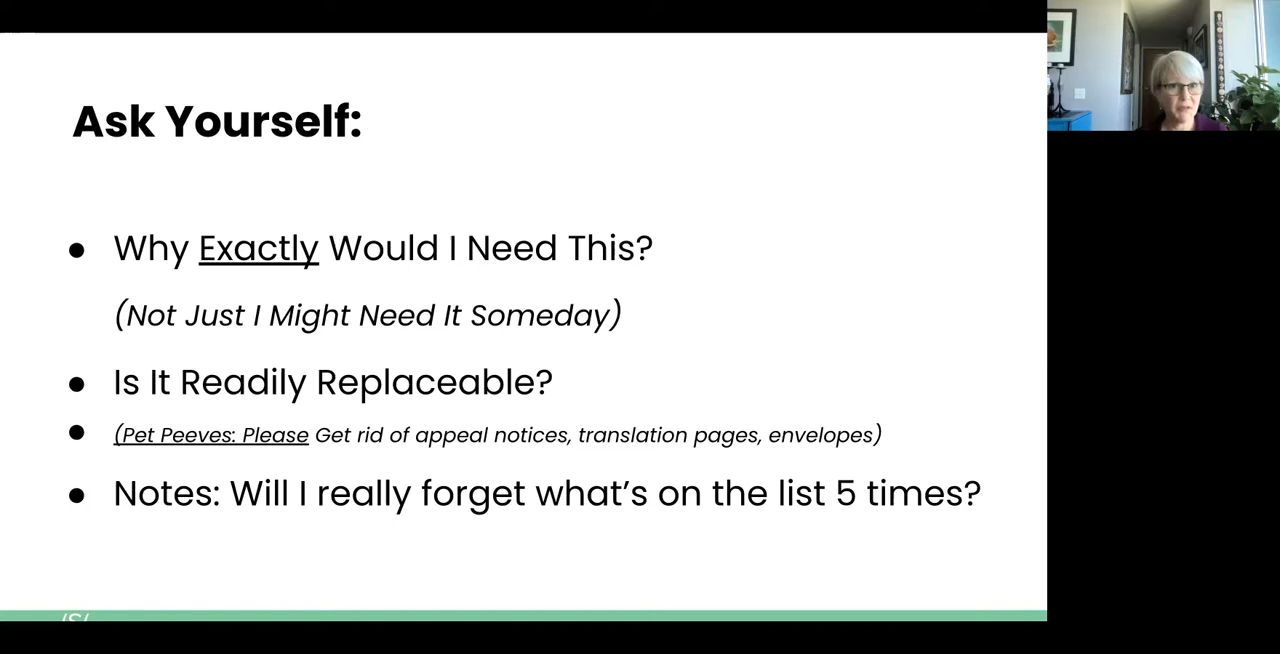 Ask Yourself:
● Why Exactly Would I Need This?
(Not Just I Might Need It Someday)
● Is It Readily Replaceable?
● (Pet Peeves: Please Get rid of appeal notices, translation pages, envelopes)
● Notes: Will I really forget what's on the list 5 times?